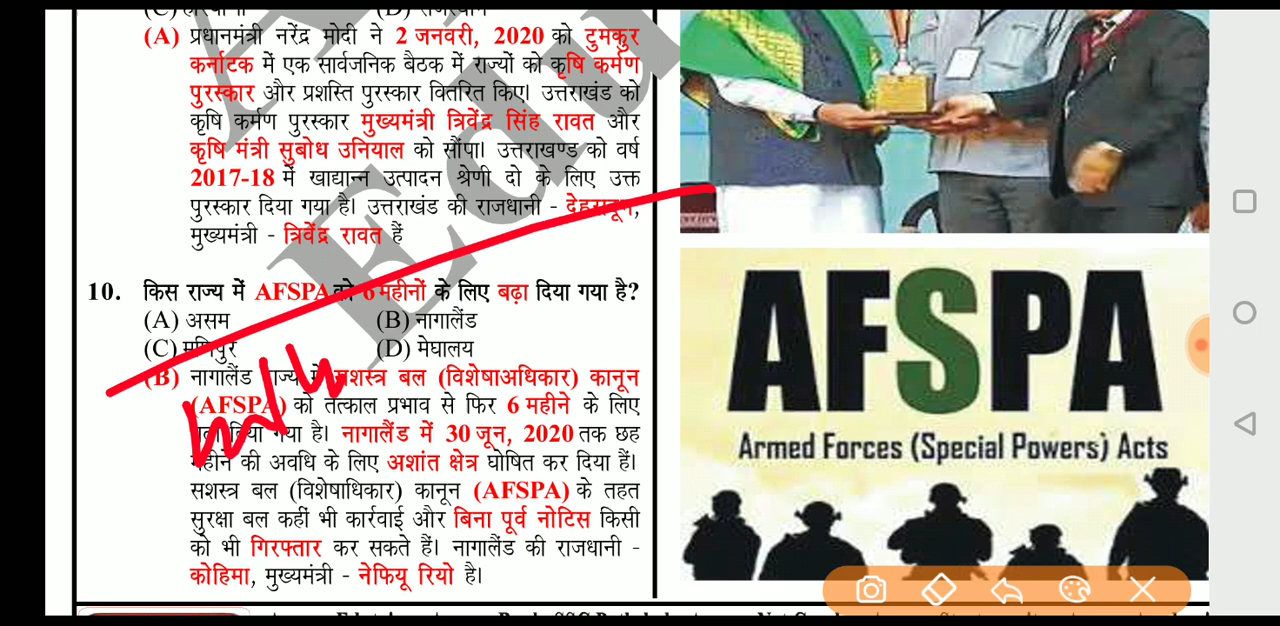 (A) प्रधानमंत्री नरेंद्र मोदी ने 2 जनवरी, 2020 को टुमकुर
कर्नाटक में एक सार्वजनिक बैठक में राज्यों को कृषि कर्मण
पुरस्कार और प्रशस्ति पुरस्कार वितरित किए। उत्तराखंड को
कृषि कर्मण पुरस्कार मुख्यमंत्री त्रिवेंद्र सिंह रावत और
कृषि मंत्री सुबोध उनियाल को सौंपा। उत्तराखण्ड को वर्ष
2017-18 में खाद्यान्न उत्पादन श्रेणी दो के लिए उक्त
पुरस्कार दिया गया है। उत्तराखंड की राजधानी - देहरादून,
मुख्यमंत्री - त्रिवेंद्र रावत हैं
10. किस राज्य में AFSPA को 6 महीनों के लिए बढ़ा दिया गया है?
(A) असम (B) नागालैंड
(C) मणिपुर (D) मेघालय
(B) नागालैंड राज्य में सशस्त्र बल (विशेषाअधिकार) कानून
(AFSPA) को तत्काल प्रभाव से फिर 6 महीने के लिए
दिया गया है। नागालैंड में 30 जून, 2020 तक छह
महीने की अवधि के लिए अशांत क्षेत्र घोषित कर दिया हैं।
सशस्त्र बल (विशेषाधिकार) कानून (AFSPA) के तहत
सुरक्षा बल कहीं भी कार्रवाई और बिना पूर्व नोटिस किसी
को भी गिरफ्तार कर सकते हैं। नागालैंड की राजधानी -
कोहिमा, मुख्यमंत्री - नेफियू रियो है।
AFSPA
Armed Forces (Special Powers) Acts